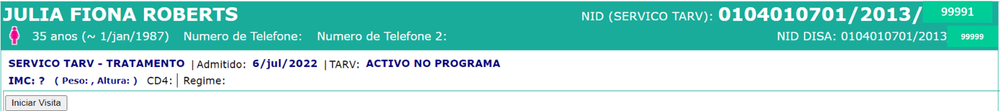 JULIA FIONA ROBERTS NID (SERVICO TARV): 0104010701/2013/ 99991
35 anos (~ 1/jan/1987) Numero de Telefone: Numero de Telefone 2: NID DISA: 0104010701/2013 99999
SERVICO TARV - TRATAMENTO | Admitido: 6/jul/2022 | TARV: ACTIVO NO PROGRAMA
IMC: ? ( Peso: , Altura: ) CD4: | Regime:
Iniciar Visita